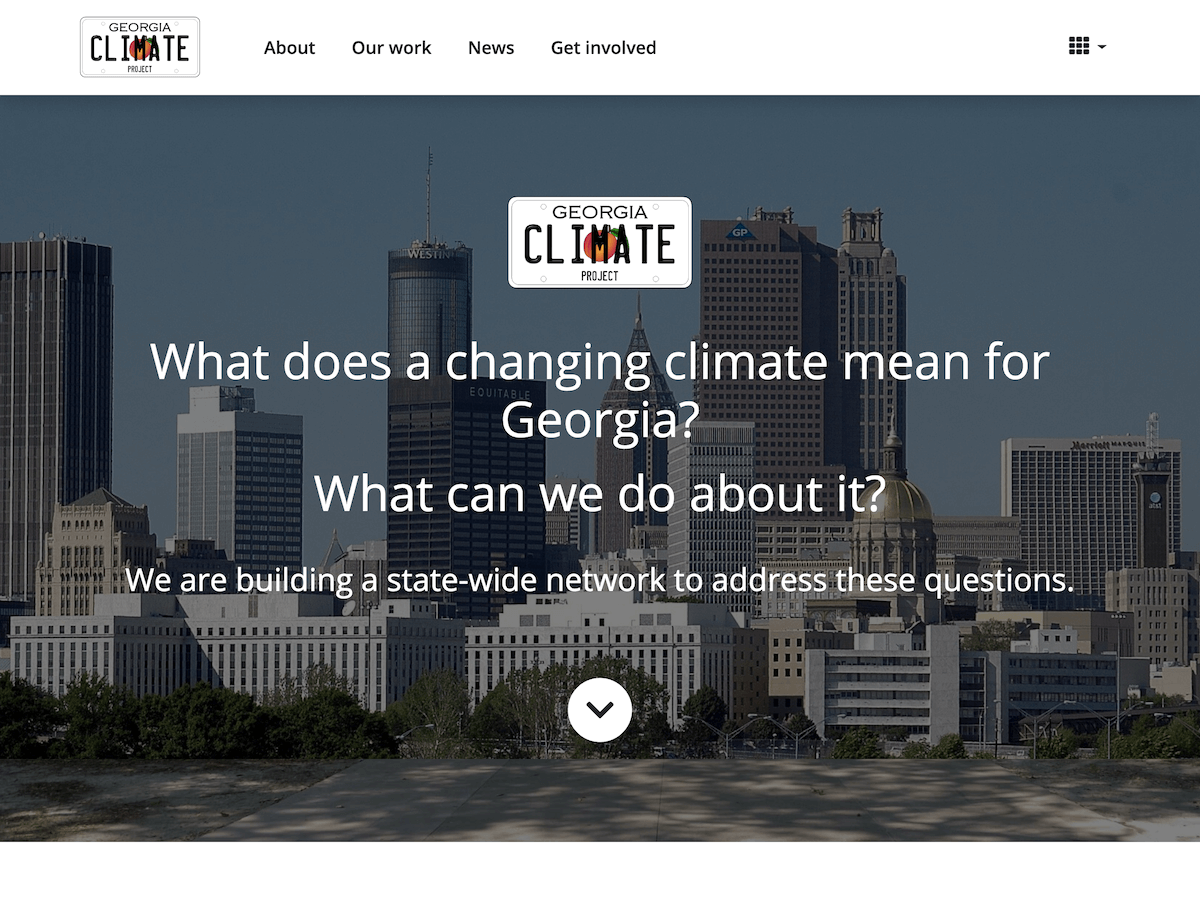 GEORGIA
CLIMATE
PROJECT
About
Our work
News
Get involved
GEORGIA
CLIMATE
PROJECT
WESTIN
GP
What does a changing climate mean for
Georgia?
EQUITABLE
What can we do about it?
Marriott MARQUIS
at&t
We are building a state-wide network to address these questions.